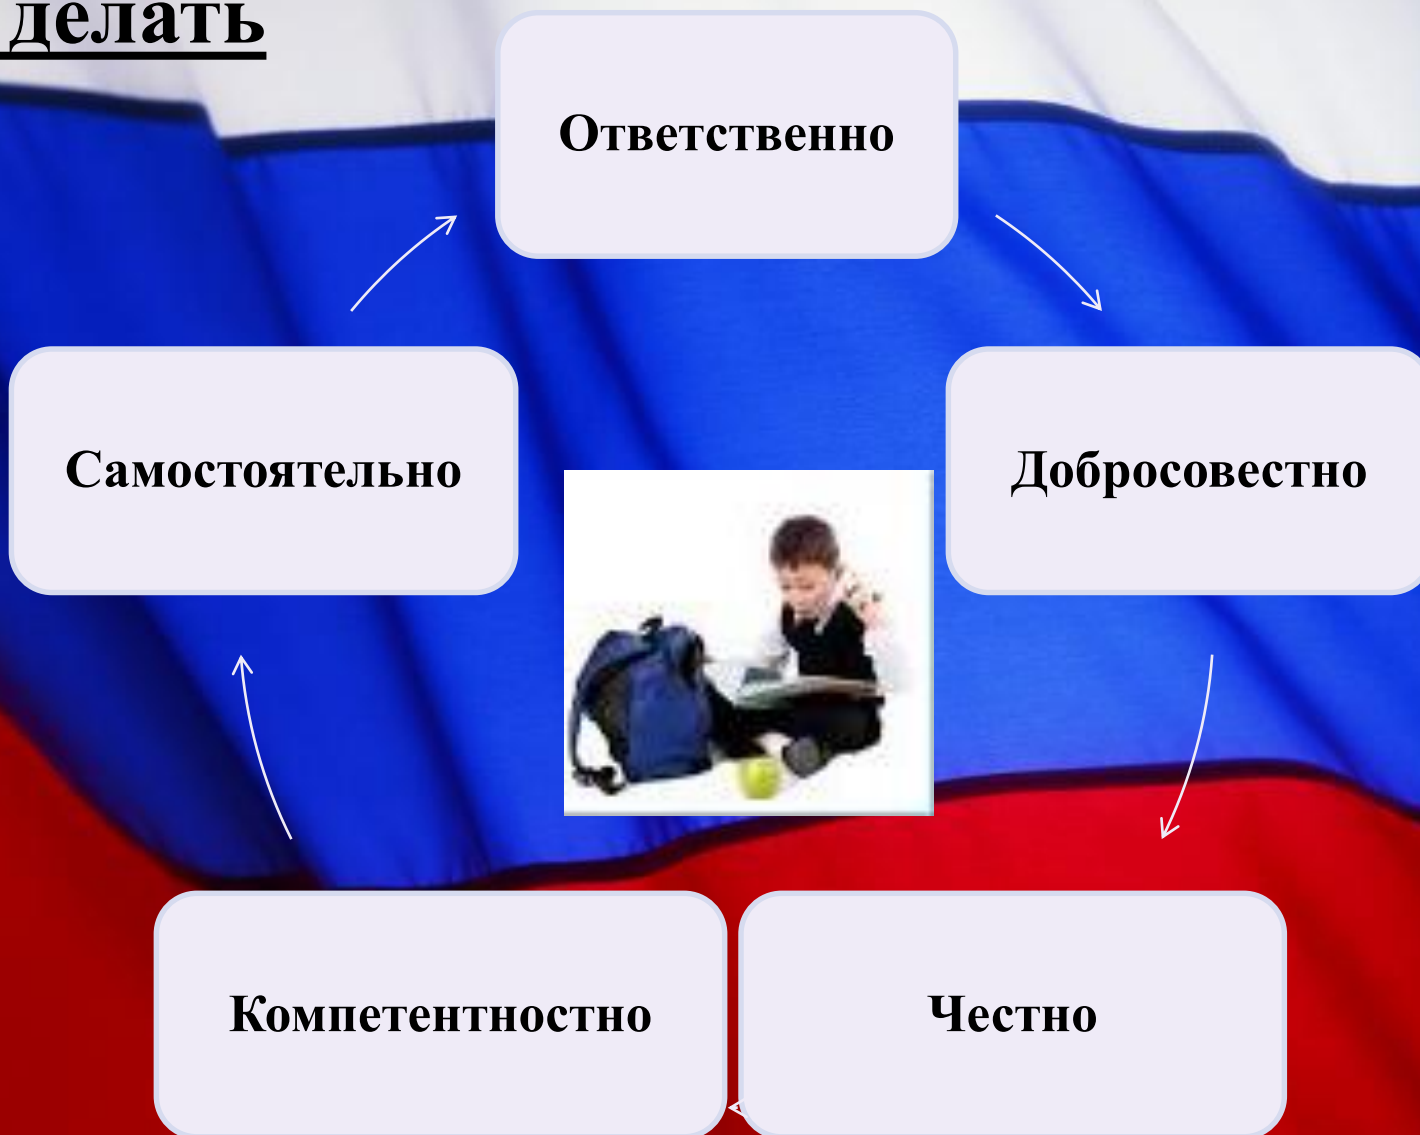 делать
Ответственно
Самостоятельно
Добросовестно
Компетентностно
Честно